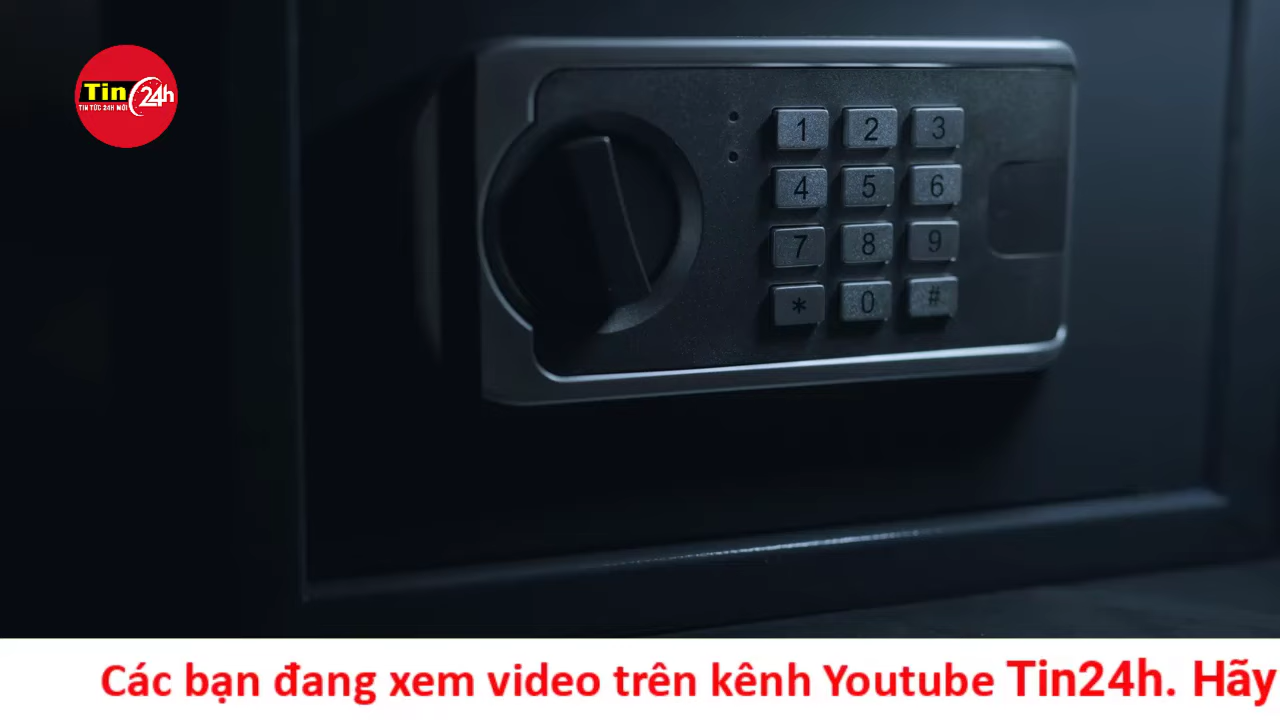 Tin 24h
TIN TỨC 24H MỚI
1 2 3
4 5 6
7 8 9
* 0 #
Các bạn đang xem video trên kênh Youtube Tin24h. Hãy